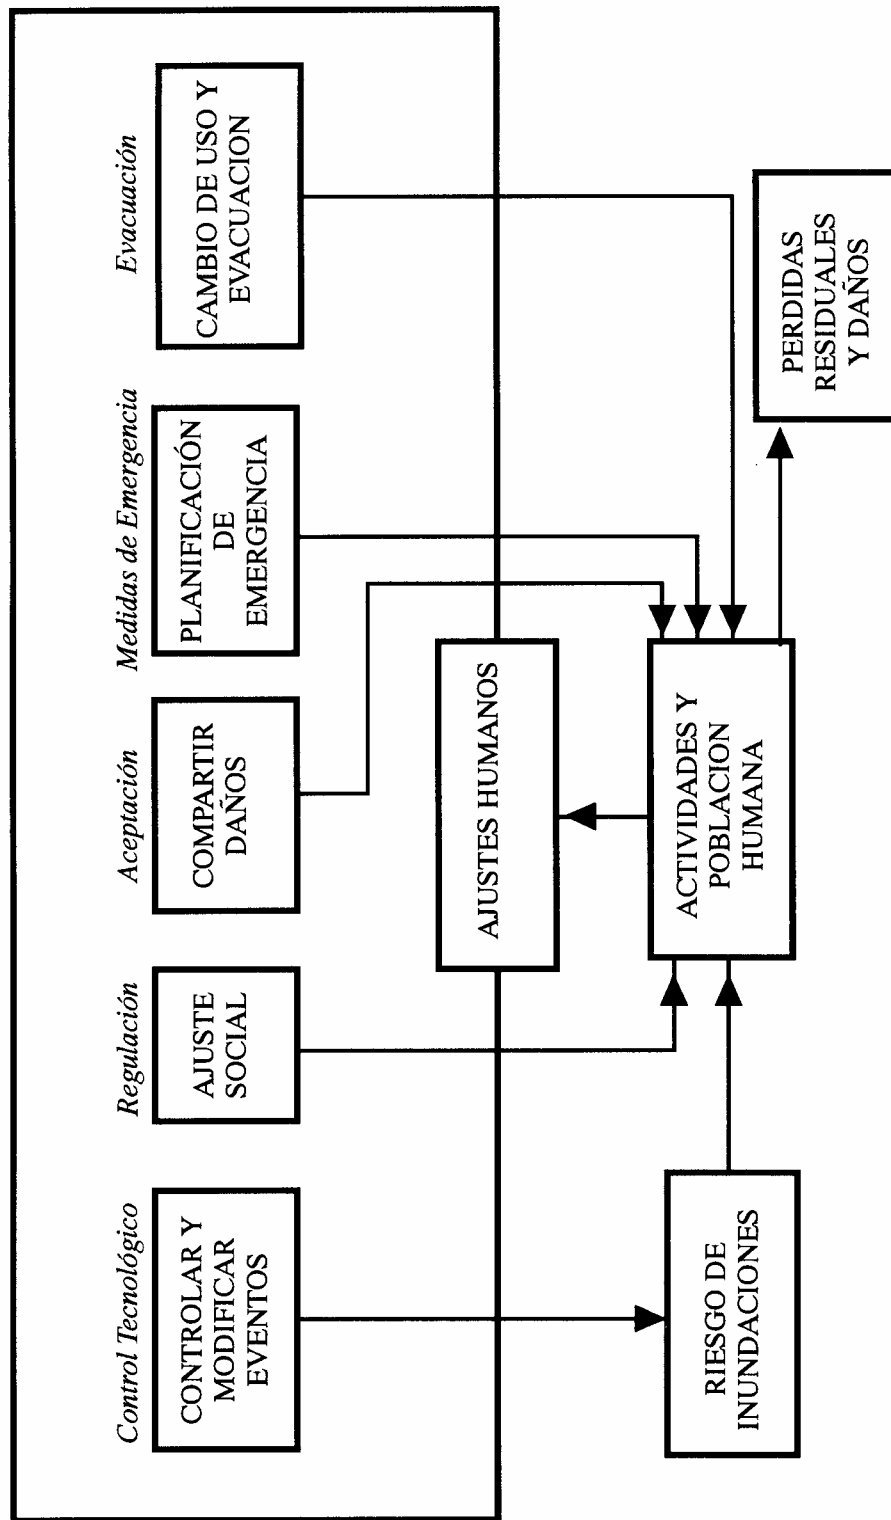 Control Tecnológico
CONTROLAR Y
MODIFICAR
EVENTOS
Regulación
AJUSTE
SOCIAL
Aceptación
COMPARTIR
DAÑOS
Medidas de Emergencia
PLANIFICACIÓN
DE
EMERGENCIA
Evacuación
CAMBIO DE USO Y
EVACUACION
AJUSTES HUMANOS
RIESGO DE
INUNDACIONES
ACTIVIDADES Y
POBLACION
HUMANA
PERDIDAS
RESIDUALES
Y DAÑOS